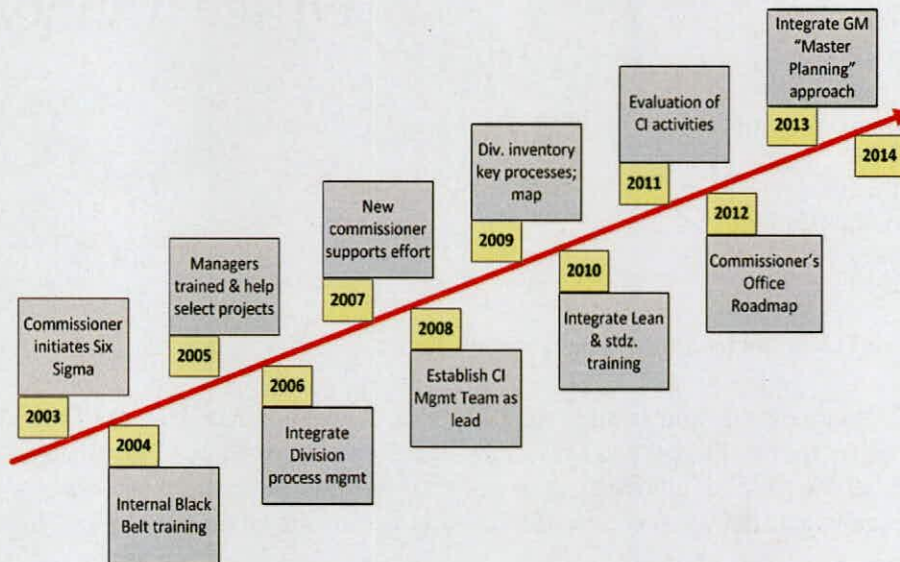 Commissioner
initiates Six
Sigma
2003
2004
Internal Black
Belt training
Managers
trained & help
select projects
2005
2006
Integrate
Division
process mgmt
New
commissioner
supports effort
2007
2008
Establish CI
Mgmt Team as
lead
Div. inventory
key processes;
map
2009
2010
Integrate Lean
& stdz.
training
Evaluation of
CI activities
2011
2012
Commissioner's
Office
Roadmap
Integrate GM
"Master
Planning"
approach
2013
2014